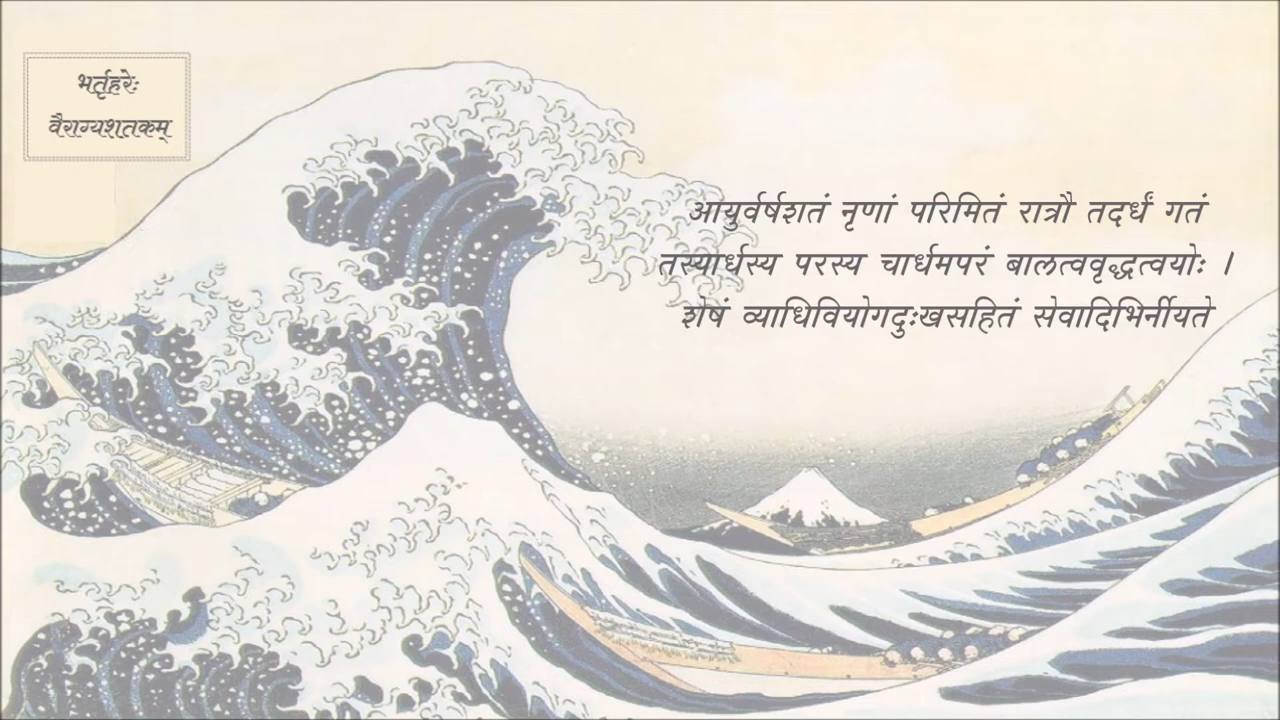 भर्तृहरेः
वैराग्यशतकम्
आयुर्वर्षशतं नृणां परिमितं रात्रौ तदर्धं गतं
तस्यार्धस्य परस्य चार्धमपरं बालत्ववृद्धत्वयोः ।
शेषं व्याधिवियोगदुःखसहितं सेवादिभिर्नीयते